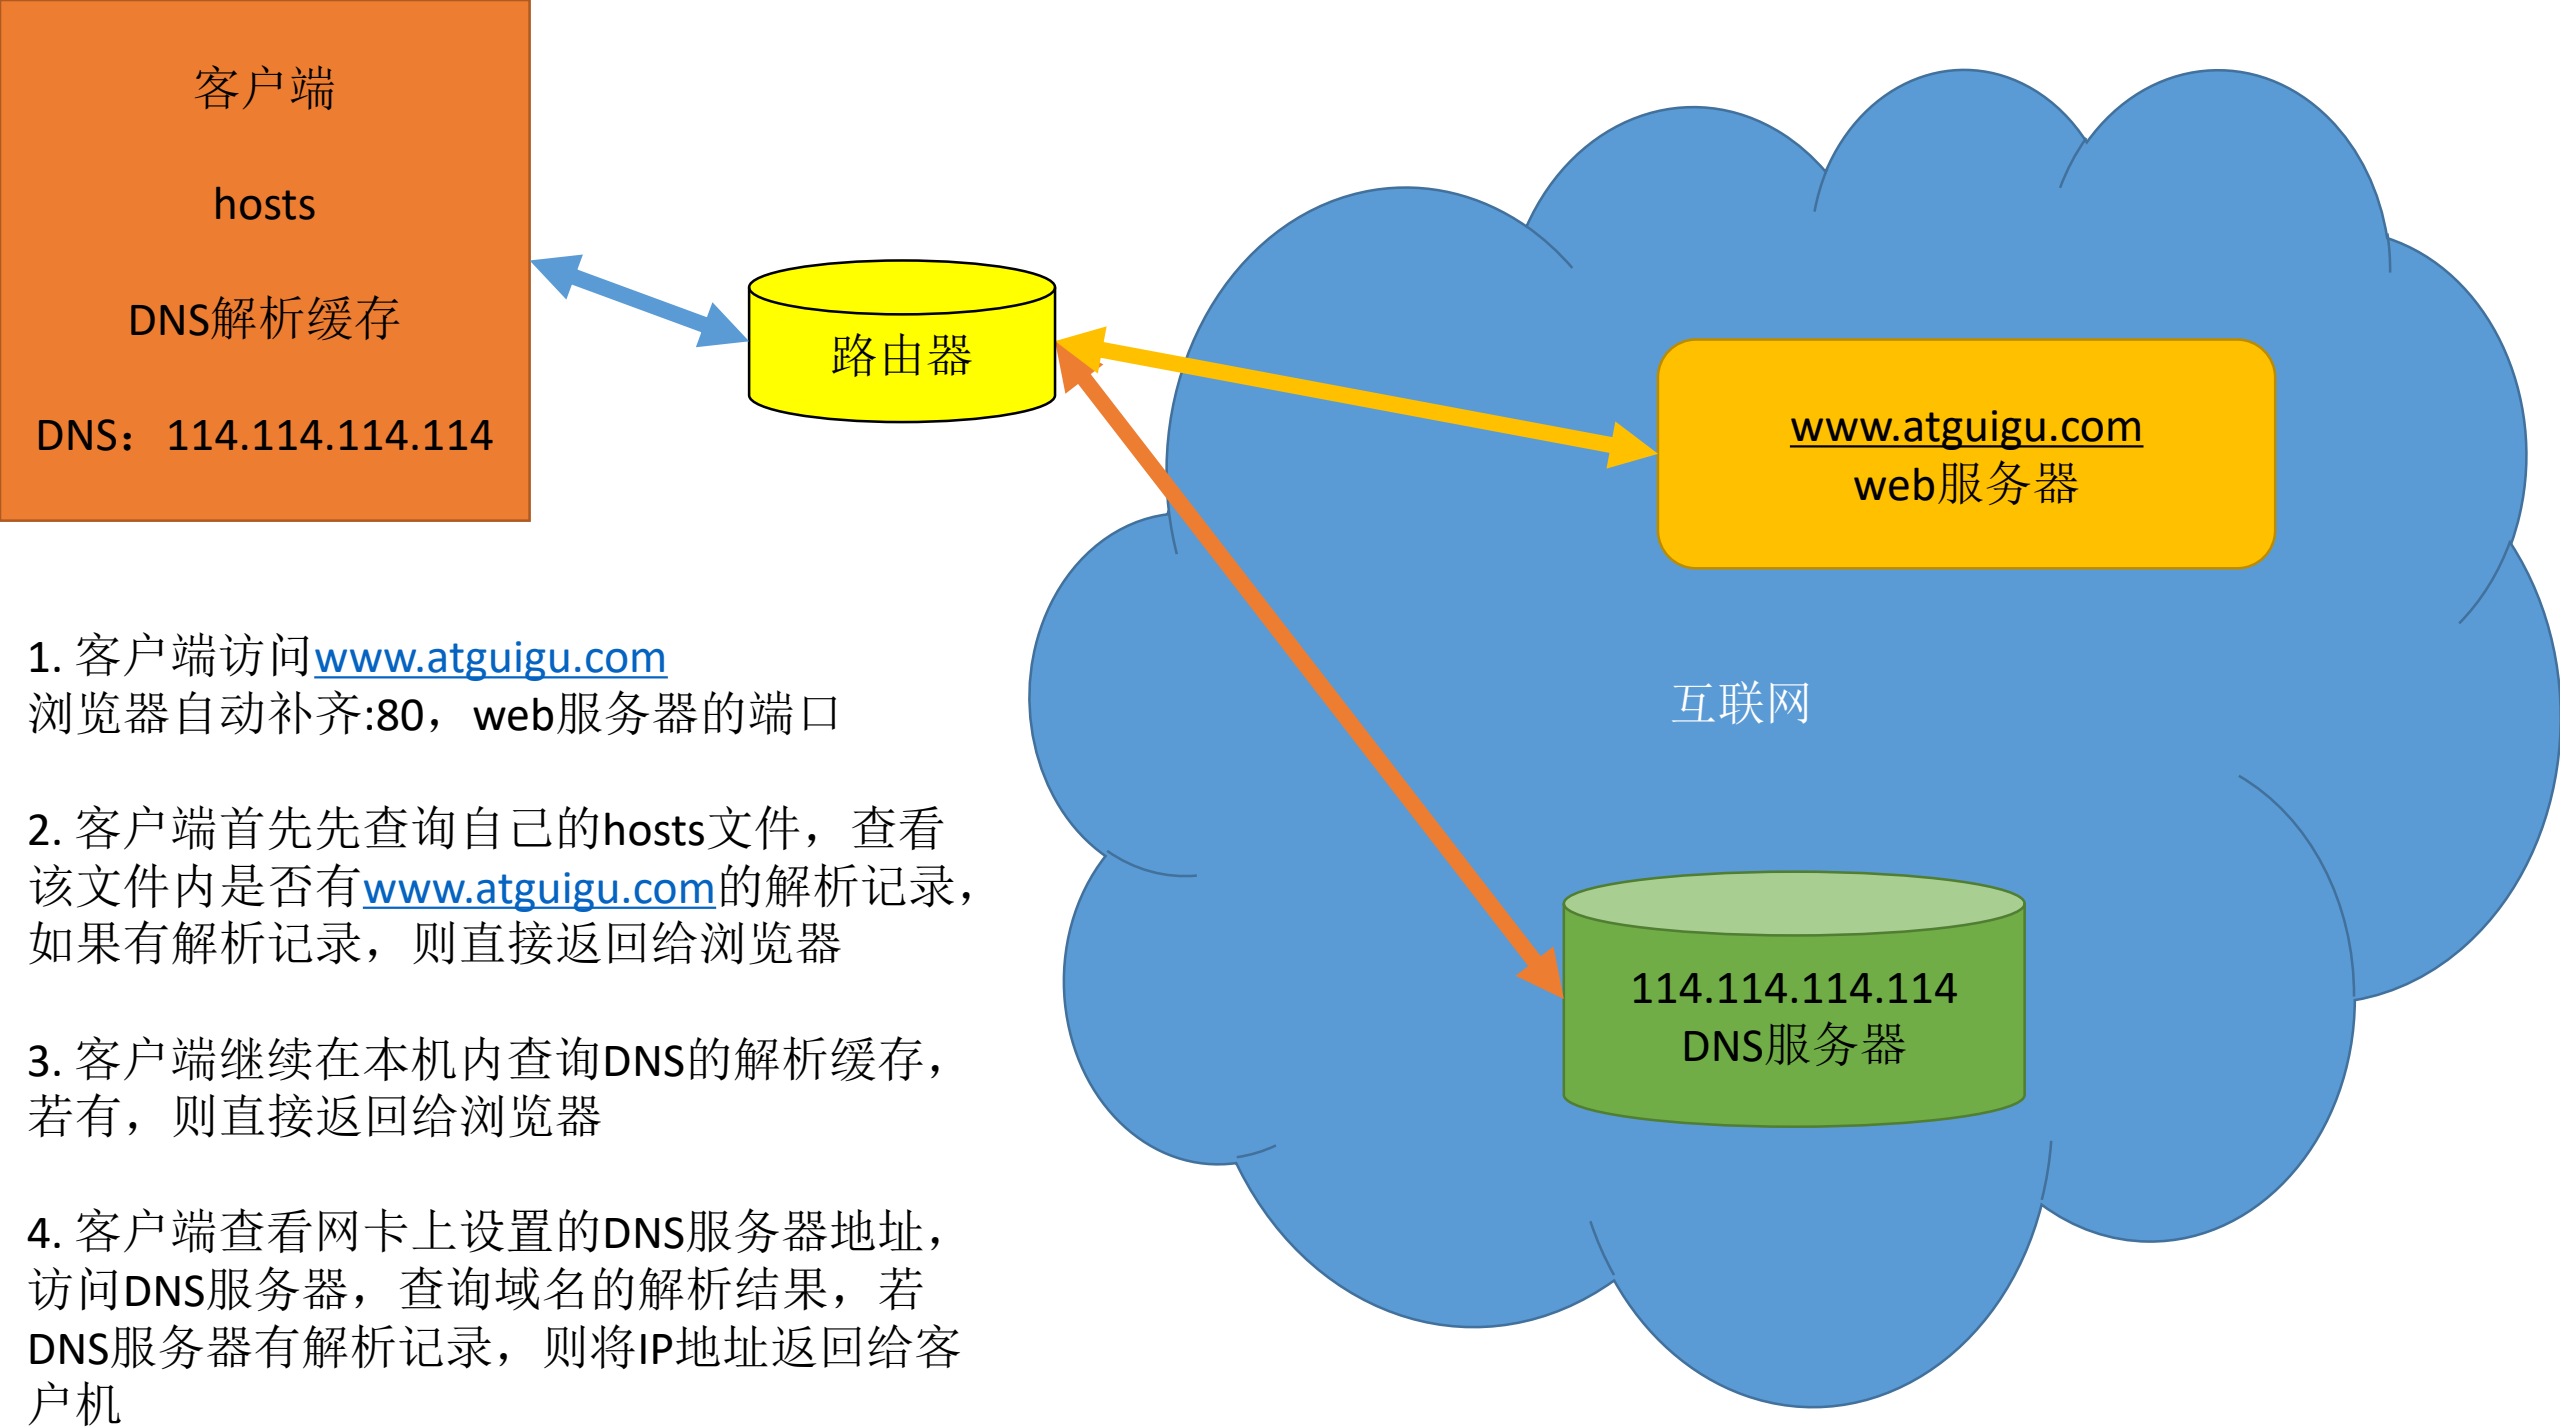 客户端
hosts
DNS解析缓存
DNS：114.114.114.114
路由器
www.atguigu.com
web服务器
互联网
114.114.114.114
DNS服务器
1. 客户端访问www.atguigu.com
浏览器自动补齐:80，web服务器的端口
2. 客户端首先先查询自己的hosts文件，查看
该文件内是否有www.atguigu.com的解析记录，
如果有解析记录，则直接返回给浏览器
3. 客户端继续在本机内查询DNS的解析缓存，
若有，则直接返回给浏览器
4. 客户端查看网卡上设置的DNS服务器地址，
访问DNS服务器，查询域名的解析结果，若
DNS服务器有解析记录，则将IP地址返回给客
户机